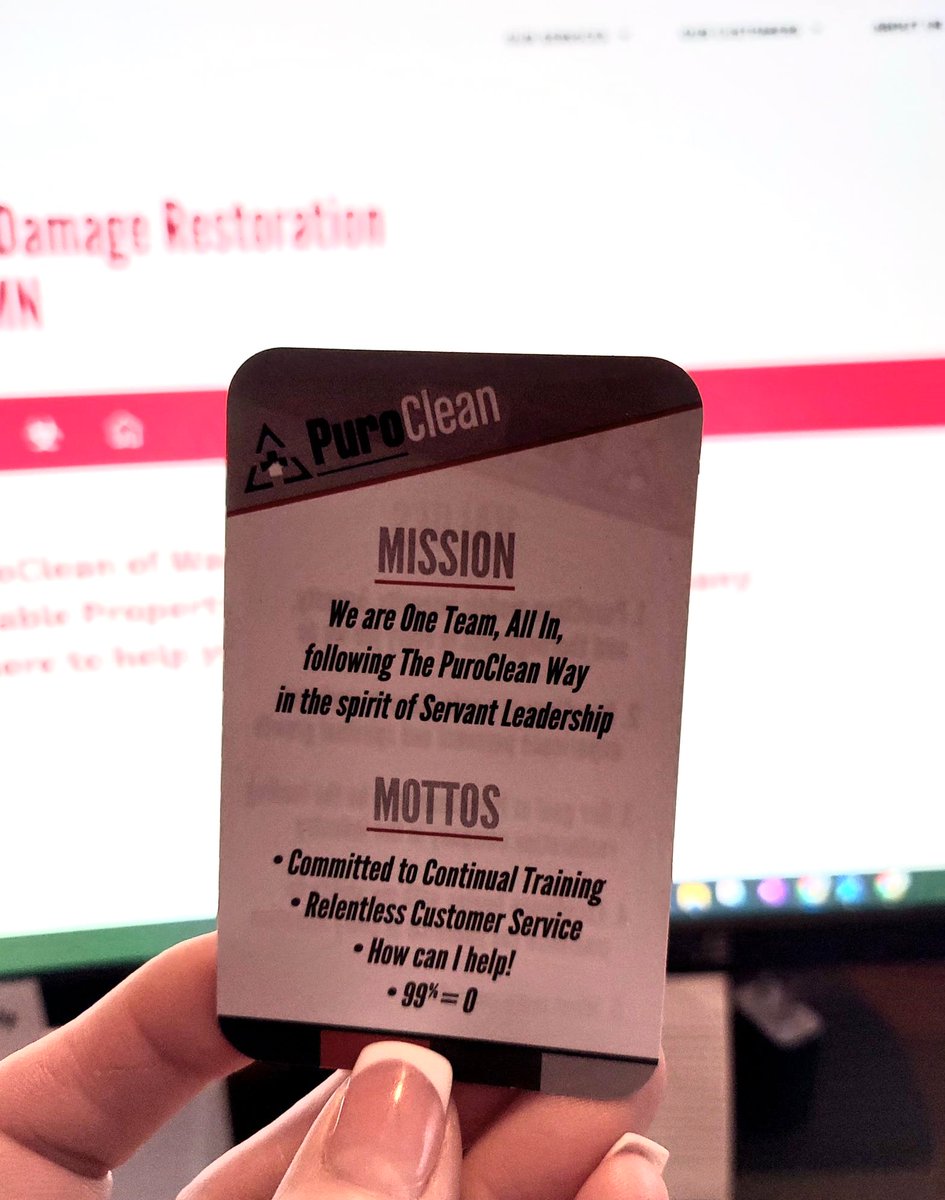 Damage Restoration
MN
PuroClean
MISSION
We are One Team, All In,
following The PuroClean Way
in the spirit of Servant Leadership
MOTTOS
• Committed to Continual Training
• Relentless Customer Service
• How can I help!
• 99%=0